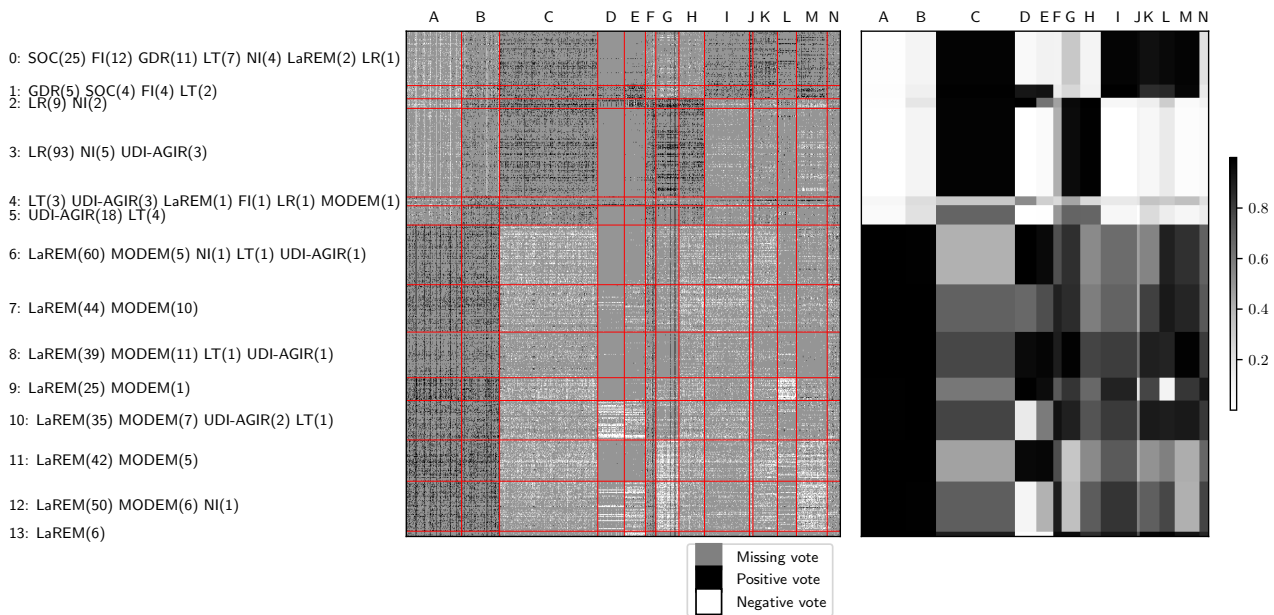 A B C D E F G H I J K L M N
A B C D E F G H I J K L M N
0: SOC(25) FI(12) GDR(11) LT(7) NI(4) LaREM(2) LR(1)
1: GDR(5) SOC(4) FI(4) LT(2)
2: LR(9) NI(2)
3: LR(93) NI(5) UDI-AGIR(3)
4: LT(3) UDI-AGIR(3) LaREM(1) FI(1) LR(1) MODEM(1)
5: UDI-AGIR(18) LT(4)
6: LaREM(60) MODEM(5) NI(1) LT(1) UDI-AGIR(1)
7: LaREM(44) MODEM(10)
8: LaREM(39) MODEM(11) LT(1) UDI-AGIR(1)
9: LaREM(25) MODEM(1)
10: LaREM(35) MODEM(7) UDI-AGIR(2) LT(1)
11: LaREM(42) MODEM(5)
12: LaREM(50) MODEM(6) NI(1)
13: LaREM(6)
0.8
0.6
0.4
0.2
Missing vote
Positive vote
Negative vote